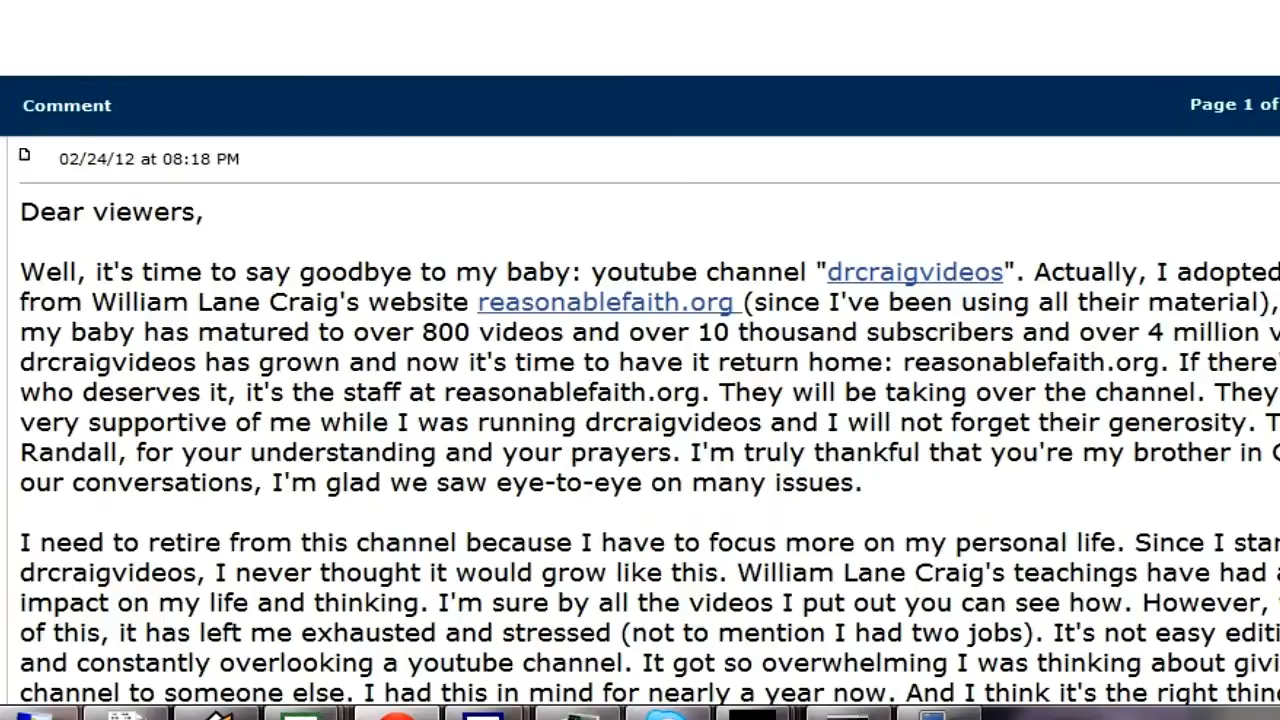 Comment
Page 1 of
02/24/12 at 08:18 PM
Dear viewers,
Well, it's time to say goodbye to my baby: youtube channel "drcraigvideos". Actually, I adopted
from William Lane Craig's website reasonablefaith.org (since I've been using all their material),
my baby has matured to over 800 videos and over 10 thousand subscribers and over 4 million v
drcraigvideos has grown and now it's time to have it return home: reasonablefaith.org. If there'
who deserves it, it's the staff at reasonablefaith.org. They will be taking over the channel. They
very supportive of me while I was running drcraigvideos and I will not forget their generosity. T
Randall, for your understanding and your prayers. I'm truly thankful that you're my brother in C
our conversations, I'm glad we saw eye-to-eye on many issues.
I need to retire from this channel because I have to focus more on my personal life. Since I star
drcraigvideos, I never thought it would grow like this. William Lane Craig's teachings have had a
impact on my life and thinking. I'm sure by all the videos I put out you can see how. However,
of this, it has left me exhausted and stressed (not to mention I had two jobs). It's not easy editi
and constantly overlooking a youtube channel. It got so overwhelming I was thinking about givi
channel to someone else. I had this in mind for nearly a year now. And I think it's the right thing